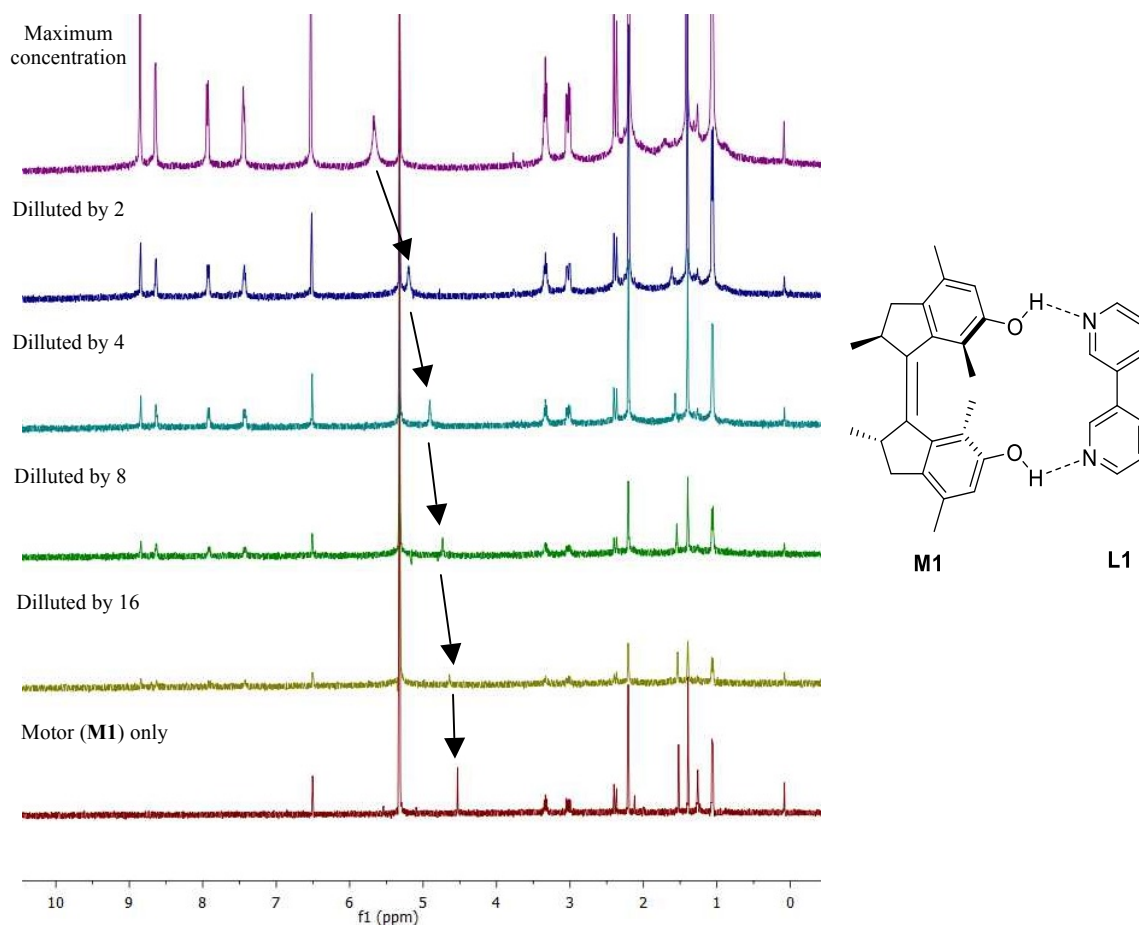 Maximum
concentration
Dilluted by 2
Dilluted by 4
Dilluted by 8
Dilluted by 16
Motor (M1) only
10 9 8 7 6 5 4 3 2 1 0
f1 (ppm)
H
O
N
O
H
N
M1 L1